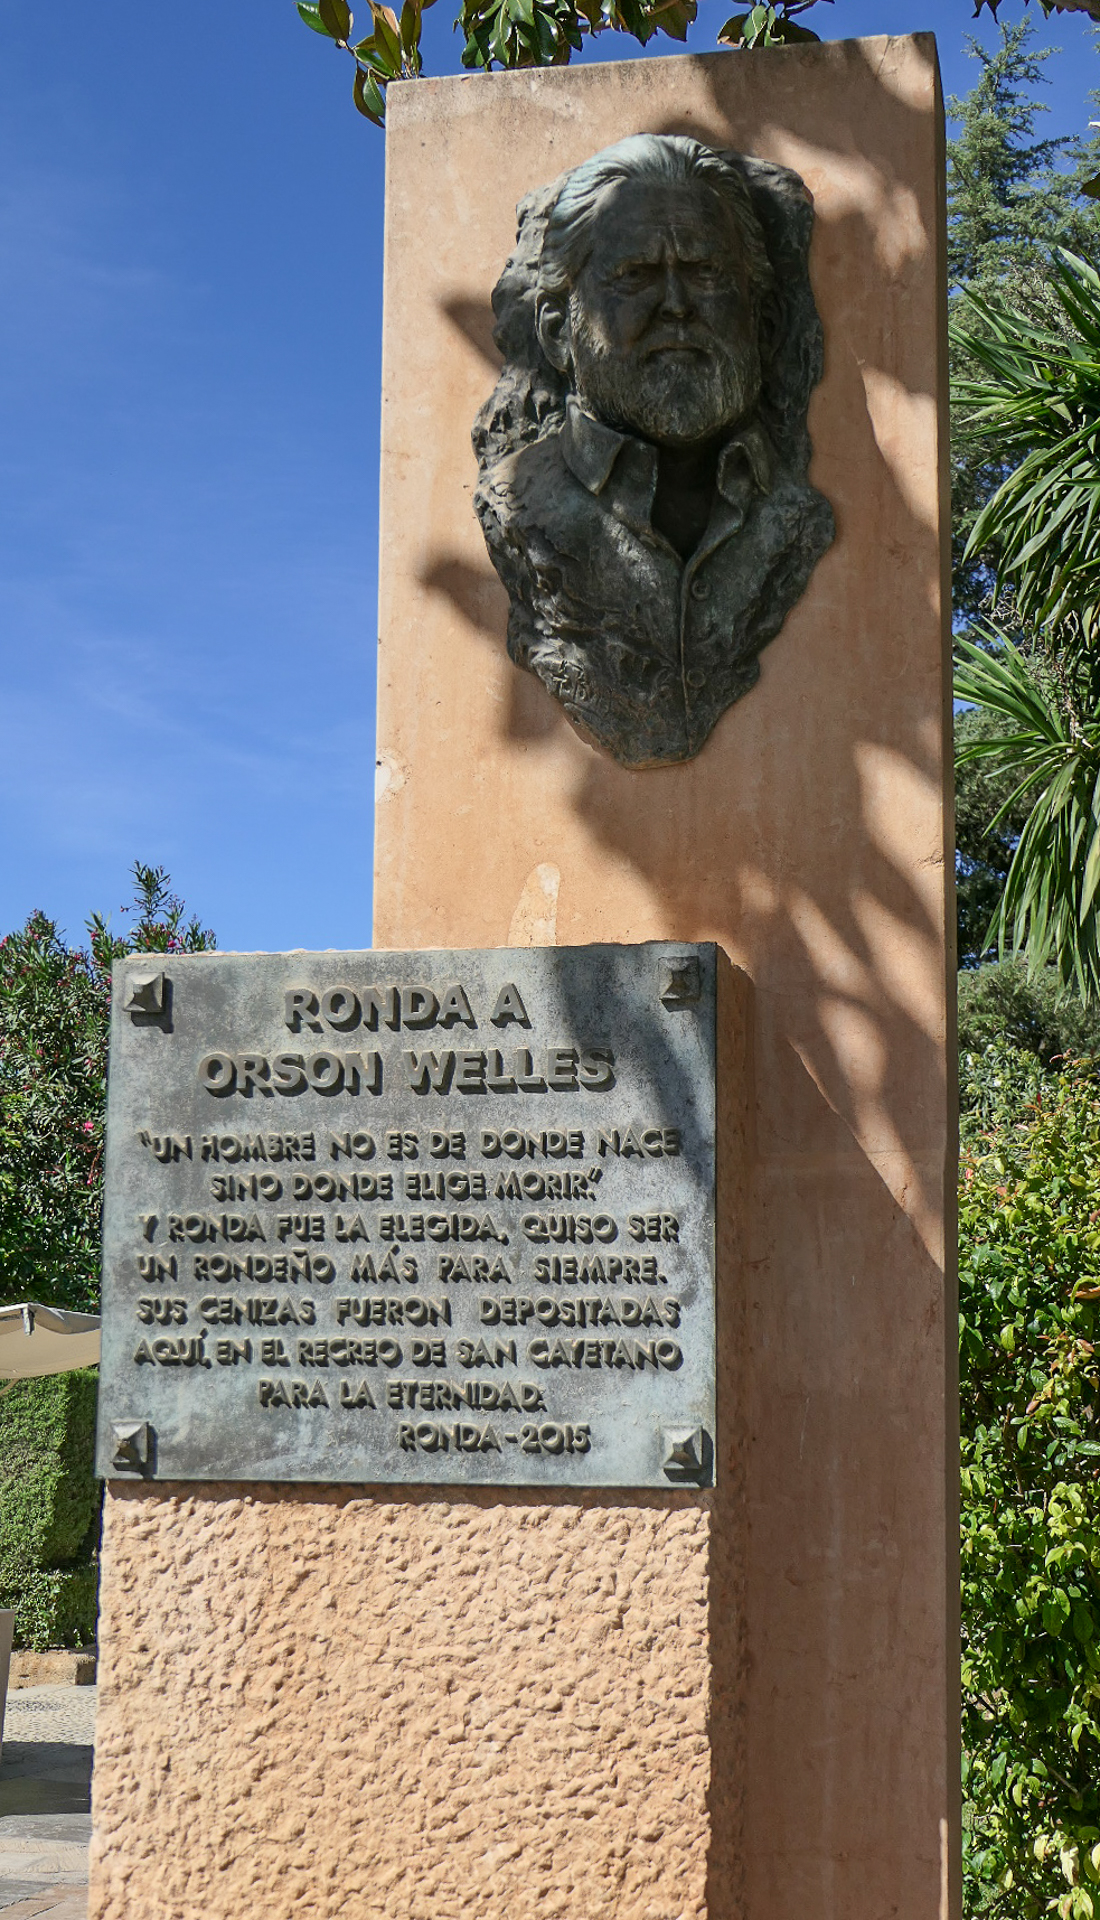 RONDA A
ORSON WELLES
"UN HOMBRE NO ES DE DONDE NACE
SINO DONDE ELIGE MORIR."
Y RONDA FUE LA ELEGIDA, QUISO SER
UN RONDEÑO MÁS PARA SIEMPRE.
SUS CENIZAS FUERON DEPOSITADAS
AQUÍ, EN EL RECREO DE SAN CAYETANO
PARA LA ETERNIDAD.
RONDA-2015